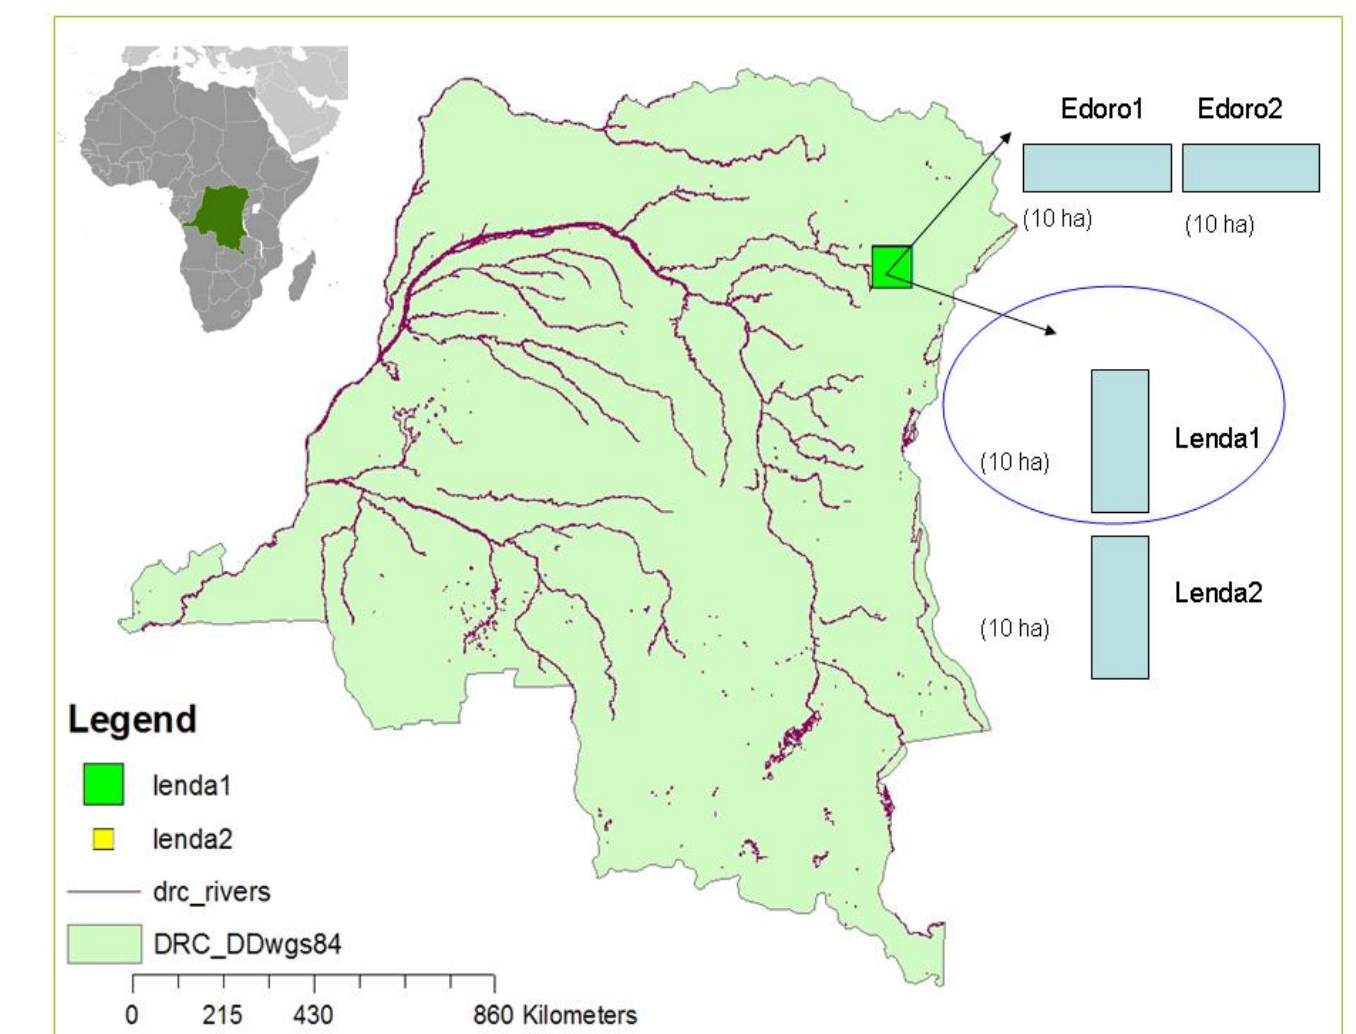 Edoro1 Edoro2
(10 ha) (10 ha)
Lenda1
(10 ha)
Lenda2
(10 ha)
Legend
lenda1
lenda2
drc_rivers
DRC_DDwgs84
0 215 430 860 Kilometers